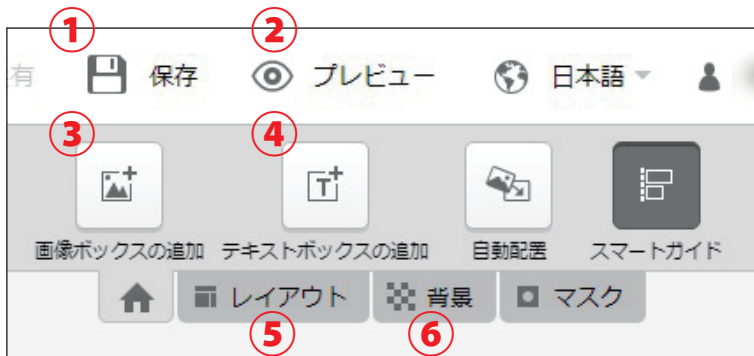 ① ②
有 保存 プレビュー 日本語
③ ④
画像ボックスの追加 テキストボックスの追加 自動配置 スマートガイド
レイアウト 背景 マスク
⑤ ⑥